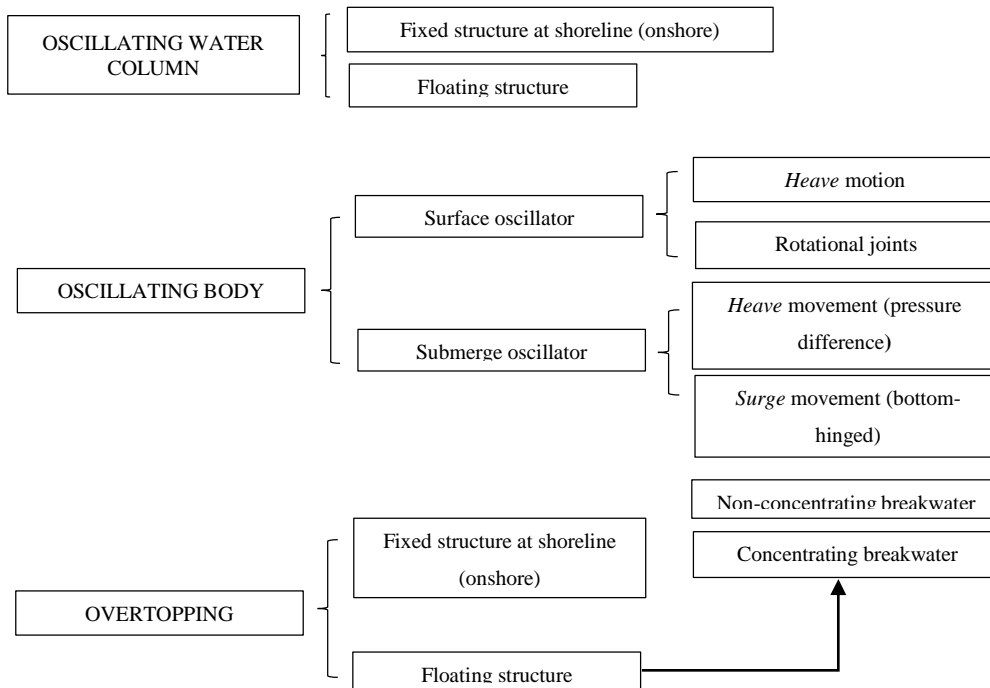 OSCILLATING WATER
COLUMN
Fixed structure at shoreline (onshore)
Floating structure
OSCILLATING BODY
Surface oscillator
Heave motion
Rotational joints
Submerge oscillator
Heave movement (pressure
difference)
Surge movement (bottom-
hinged)
OVERTOPPING
Fixed structure at shoreline
(onshore)
Non-concentrating breakwater
Concentrating breakwater
Floating structure